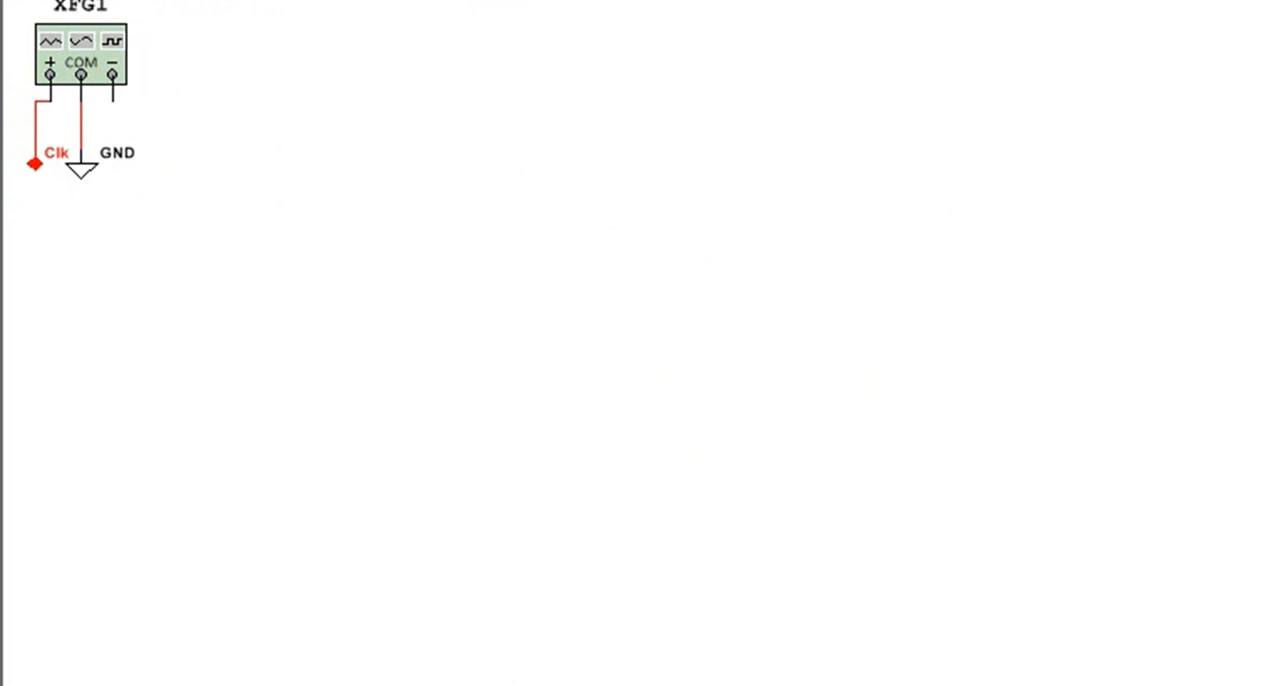 XFG1
+ COM −
Clk GND